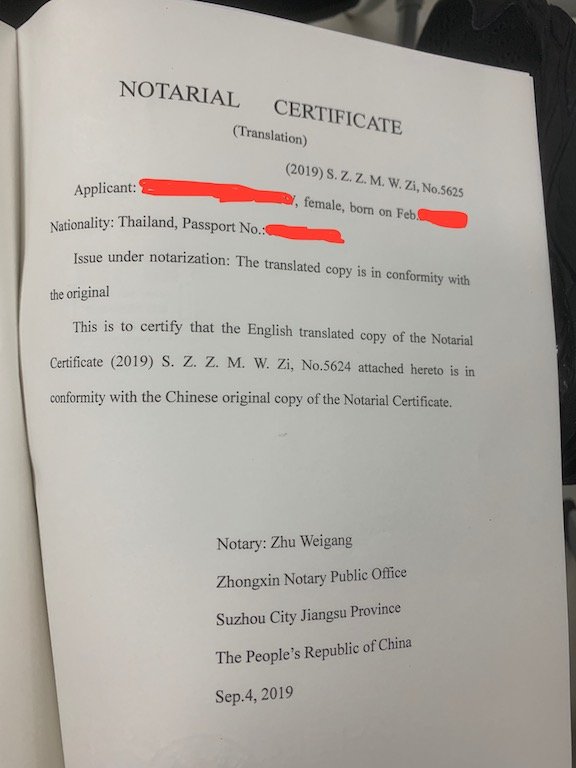 NOTARIAL CERTIFICATE
(Translation)
(2019) S. Z. Z. M. W. Zi, No.5625
Applicant: , female, born on Feb.
Nationality: Thailand, Passport No.:
Issue under notarization: The translated copy is in conformity with
the original
This is to certify that the English translated copy of the Notarial
Certificate (2019) S. Z. Z. M. W. Zi, No.5624 attached hereto is in
conformity with the Chinese original copy of the Notarial Certificate.
Notary: Zhu Weigang
Zhongxin Notary Public Office
Suzhou City Jiangsu Province
The People's Republic of China
Sep.4, 2019